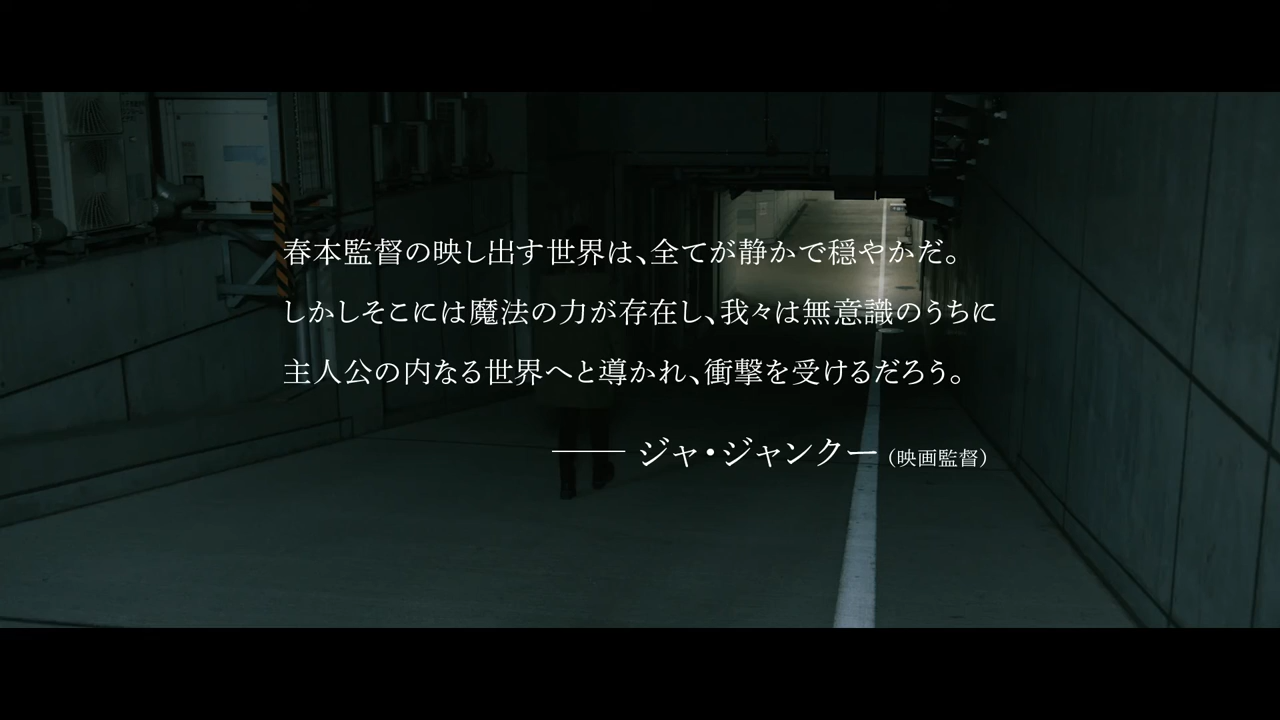 春本監督の映し出す世界は、全てが静かで穏やかだ。
しかしそこには魔法の力が存在し、我々は無意識のうちに
主人公の内なる世界へと導かれ、衝撃を受けるだろう。
―― ジャ・ジャンクー（映画監督）